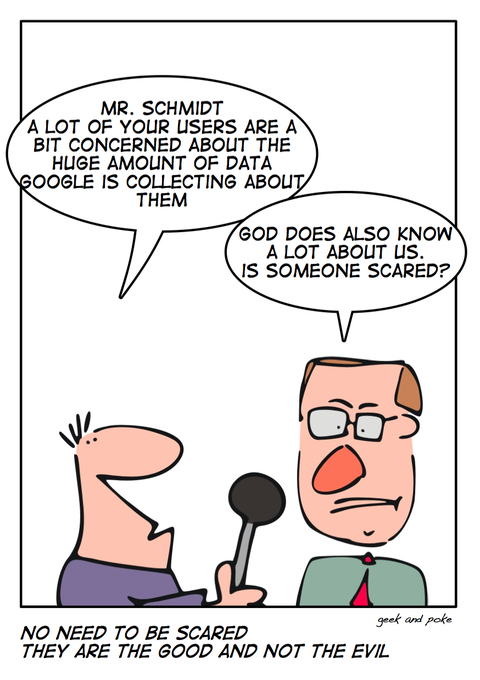 MR. SCHMIDT
A LOT OF YOUR USERS ARE A
BIT CONCERNED ABOUT THE
HUGE AMOUNT OF DATA
GOOGLE IS COLLECTING ABOUT
THEM
GOD DOES ALSO KNOW
A LOT ABOUT US.
IS SOMEONE SCARED?
geek and poke
NO NEED TO BE SCARED
THEY ARE THE GOOD AND NOT THE EVIL